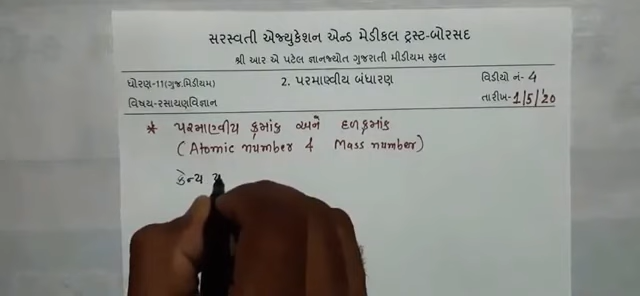 સરસ્વતી એજ્યુકેશન એન્ડ મેડીકલ ટ્રસ્ટ-બોરસદ
શ્રી આર એ પટેલ જ્ઞાનજ્યોત ગુજરાતી મીડીયમ સ્કુલ
ધોરણ-11(ગુજ.મિડીયમ)
2. પરમાણ્વીય બંધારણ
વિડીયો નં- 4
વિષય-રસાયણવિજ્ઞાન
તારીખ- 1/5/'20
* પરમાણ્વીય ક્રમાંક અને દળક્રમાંક
(Atomic number & Mass number)